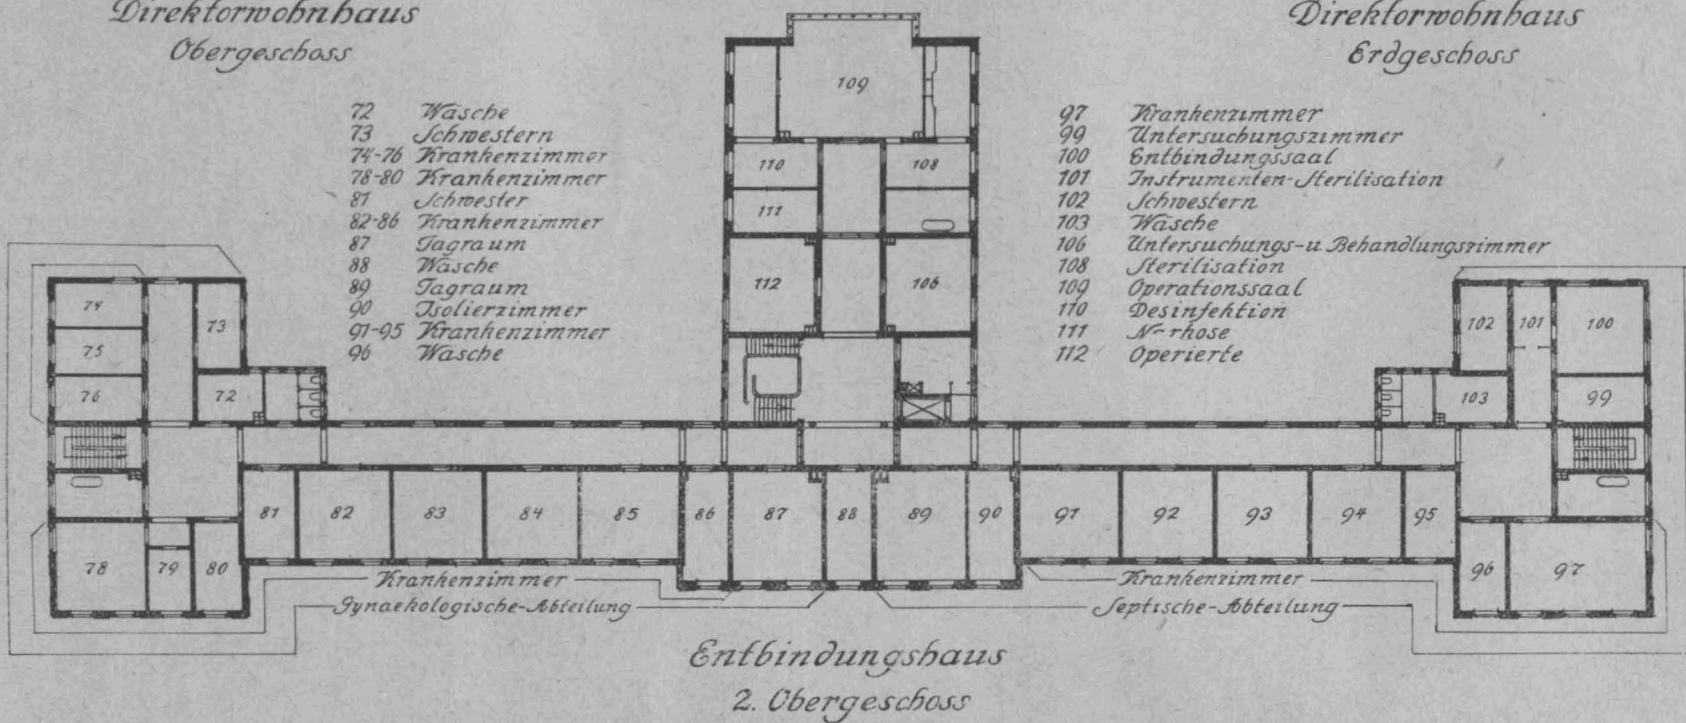 Direktorwohnhaus
Obergeschoss
Direktorwohnhaus
Erdgeschoss
72 Wäsche
73 Schwestern
74-76 Krankenzimmer
78-80 Krankenzimmer
81 Schwester
82-86 Krankenzimmer
87 Tagraum
88 Wäsche
89 Tagraum
90 Isolierzimmer
91-95 Krankenzimmer
96 Wäsche
97 Krankenzimmer
99 Untersuchungszimmer
100 Entbindungssaal
101 Instrumenten-Sterilisation
102 Schwestern
103 Wäsche
106 Untersuchungs-u. Behandlungszimmer
108 Sterilisation
109 Operationssaal
110 Desinfektion
111
112 Operierte
109
110
108
111
112
106
74
73
75
76
72
102
101
100
103
99
81
82
83
84
85
86
87
88
89
90
91
92
93
94
95
78
79
80
96
97
Krankenzimmer
Gynaekologische-Abteilung
Krankenzimmer
Septische-Abteilung
Entbindungshaus
2. Obergeschoss